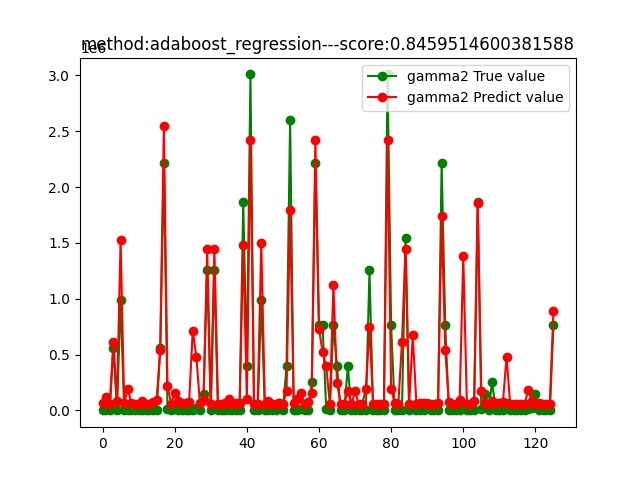 method:adaboost_regression---score:0.8459514600381588
1e6
gamma2 True value
gamma2 Predict value
3.0
2.5
2.0
1.5
1.0
0.5
0.0
0 20 40 60 80 100 120